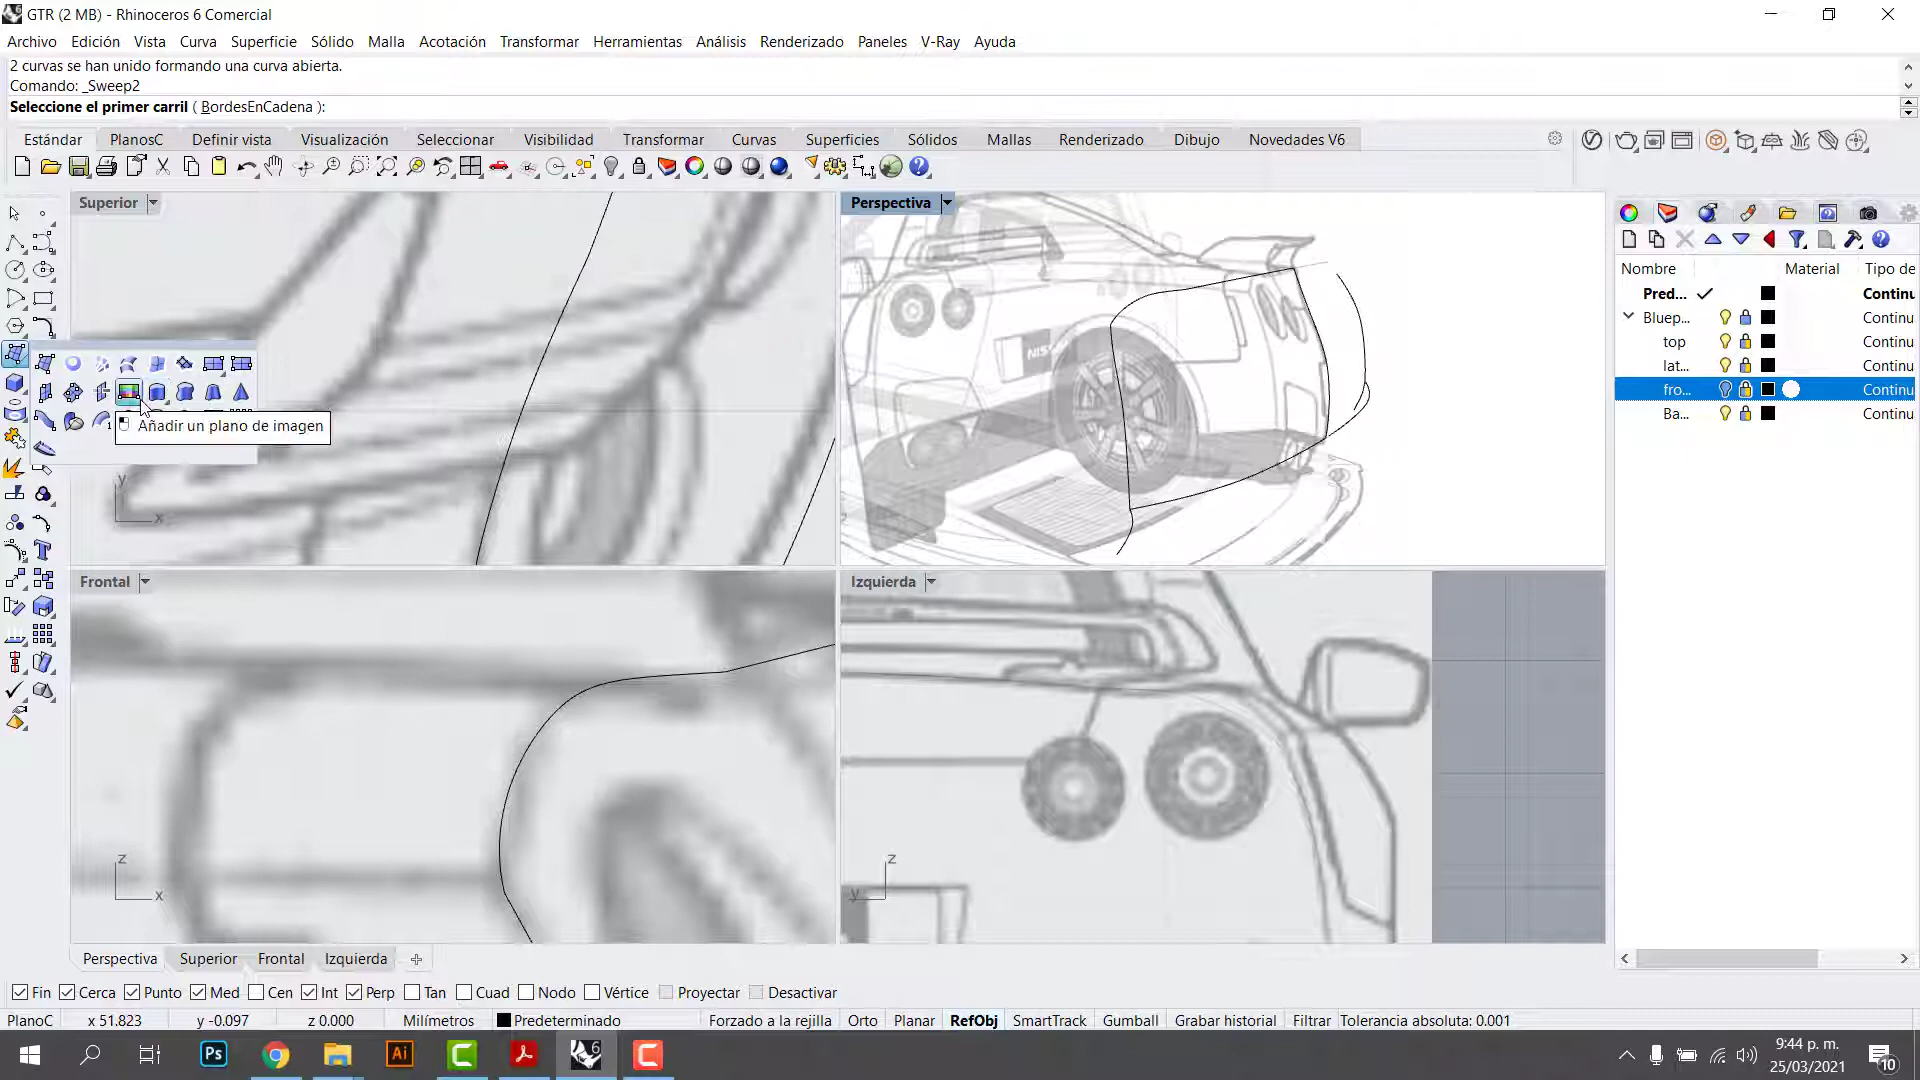 GTR (2 MB) - Rhinoceros 6 Comercial
Archivo Edición Vista Curva Superficie Sólido Malla Acotación Transformar Herramientas Análisis Renderizado Paneles V-Ray Ayuda
2 curvas se han unido formando una curva abierta.
Comando: _Sweep2
Seleccione el primer carril ( BordesEnCadena ):
Estándar PlanosC Definir vista Visualización Seleccionar Visibilidad Transformar Curvas Superficies Sólidos Mallas Renderizado Dibujo Novedades V6
Superior
Perspectiva
Nombre Material Tipo de
Pred... Continu
Bluep... Continu
top Continu
lat... Continu
fro... Continu
Ba... Continu
Añadir un plano de imagen
y
x
Frontal
Izquierda
z
x
z
y
Perspectiva Superior Frontal Izquierda
Fin Cerca Punto Med Cen Int Perp Tan Cuad Nodo Vértice Proyectar Desactivar
PlanoC x 51.823 y -0.097 z 0.000 Milímetros Predeterminado Forzado a la rejilla Orto Planar RefObj SmartTrack Gumball Grabar historial Filtrar Tolerancia absoluta: 0.001
Ps Ai 6
9:44 p. m.
25/03/2021
10